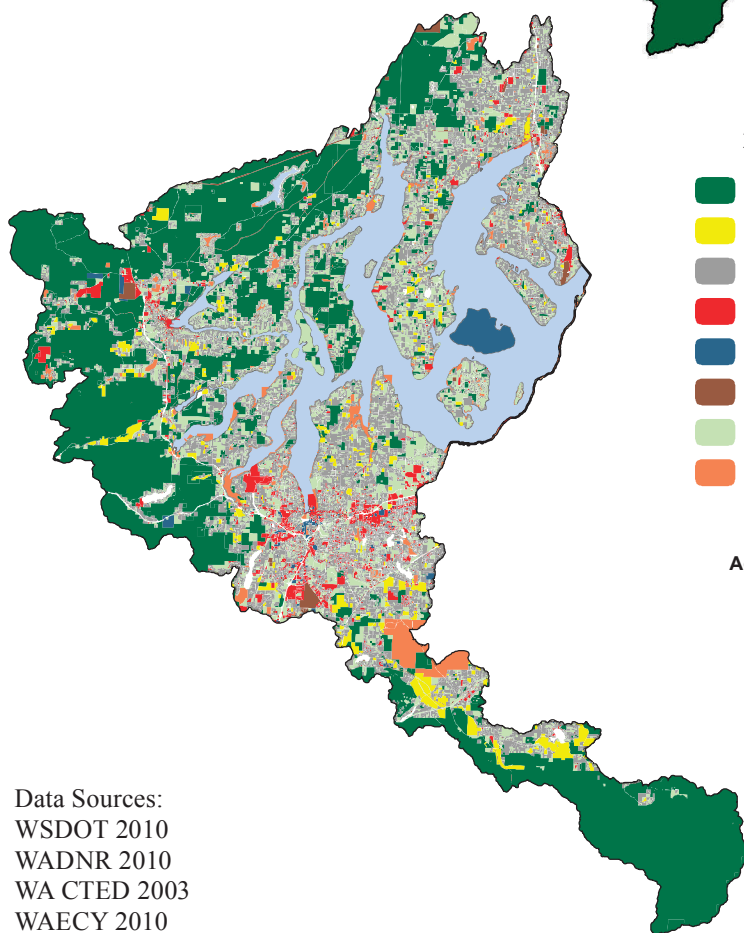 A
Data Sources:
WSDOT 2010
WADNR 2010
WA CTED 2003
WAECY 2010